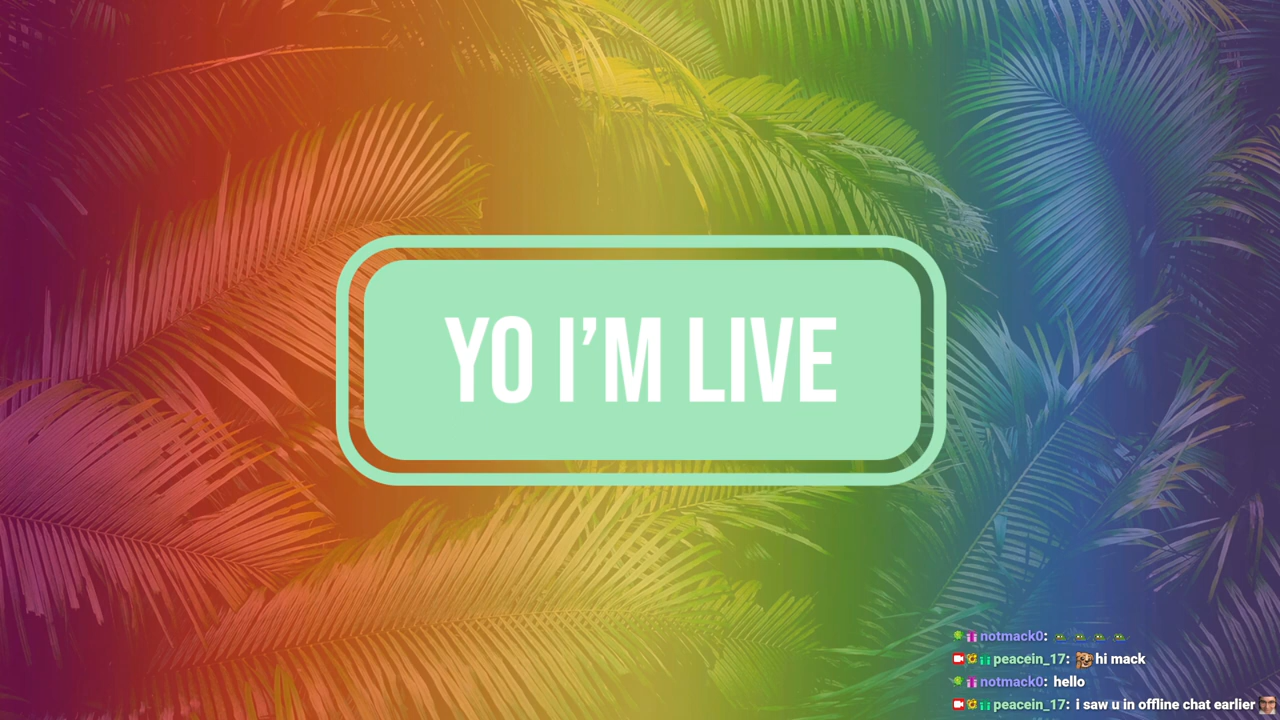 YO I’M LIVE
notmack0:
peacein_17: hi mack
notmack0: hello
peacein_17: i saw u in offline chat earlier